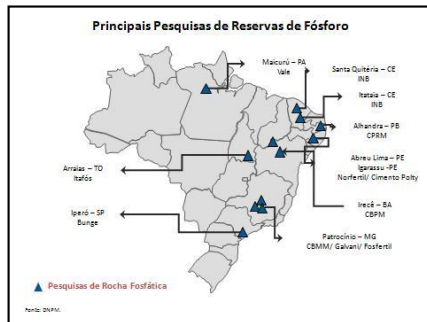 Principais Pesquisas de Reservas de Fósforo
Maicurú – PA
Vale
Santa Quitéria – CE
INB
Itataia – CE
INB
Alhandra – PB
CPRM
Abreu Lima – PE
Igarassu -PE
Norfertil/ Cimento Polty
Arraias – TO
Itafós
Irecê – BA
CBPM
Iperó – SP
Bunge
Patrocínio – MG
CBMM/ Galvani/ Fosfertil
Pesquisas de Rocha Fosfática
Fonte: DNPM.